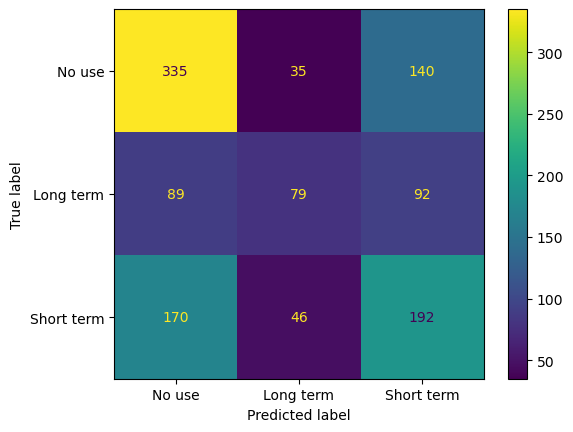 No use
Long term
Short term
True label
335 35 140
89 79 92
170 46 192
No use Long term Short term
Predicted label
300
250
200
150
100
50